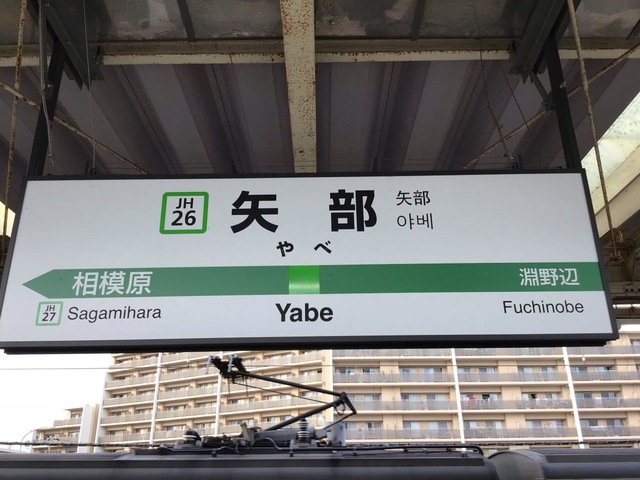 JH
26
矢部
矢部
야베
やべ
相模原
淵野辺
JH
27
Sagamihara
Yabe
Fuchinobe